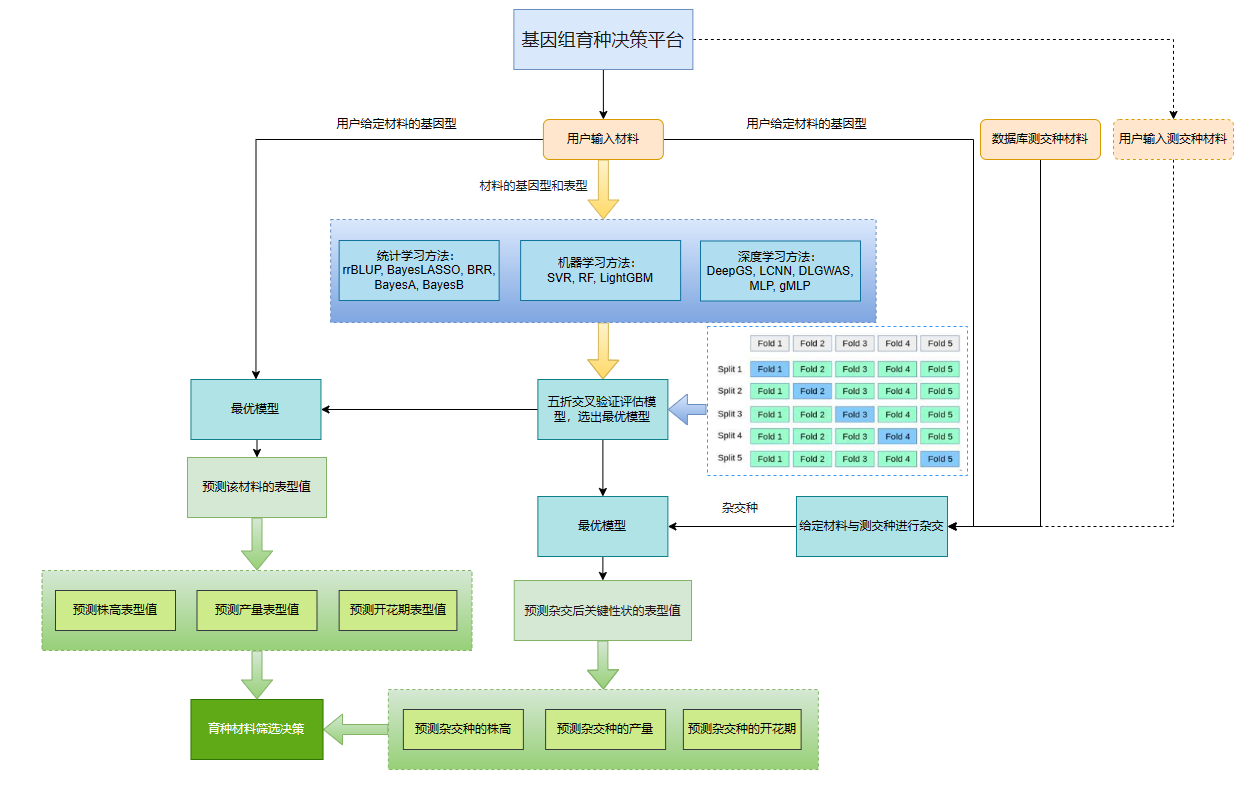 基因组育种决策平台
用户给定材料的基因型
用户输入材料
用户给定材料的基因型
数据库测交种材料
用户输入测交种材料
材料的基因型和表型
统计学习方法：
rrBLUP, BayesLASSO, BRR,
BayesA, BayesB
机器学习方法：
SVR, RF, LightGBM
深度学习方法：
DeepGS, LCNN, DLGWAS,
MLP, gMLP
Fold 1 Fold 2 Fold 3 Fold 4 Fold 5
Split 1 Fold 1 Fold 2 Fold 3 Fold 4 Fold 5
Split 2 Fold 1 Fold 2 Fold 3 Fold 4 Fold 5
Split 3 Fold 1 Fold 2 Fold 3 Fold 4 Fold 5
Split 4 Fold 1 Fold 2 Fold 3 Fold 4 Fold 5
Split 5 Fold 1 Fold 2 Fold 3 Fold 4 Fold 5
最优模型
五折交叉验证评估模
型，选出最优模型
预测该材料的表型值
最优模型
杂交种
给定材料与测交种进行杂交
预测株高表型值
预测产量表型值
预测开花期表型值
预测杂交后关键性状的表型值
育种材料筛选决策
预测杂交种的株高
预测杂交种的产量
预测杂交种的开花期